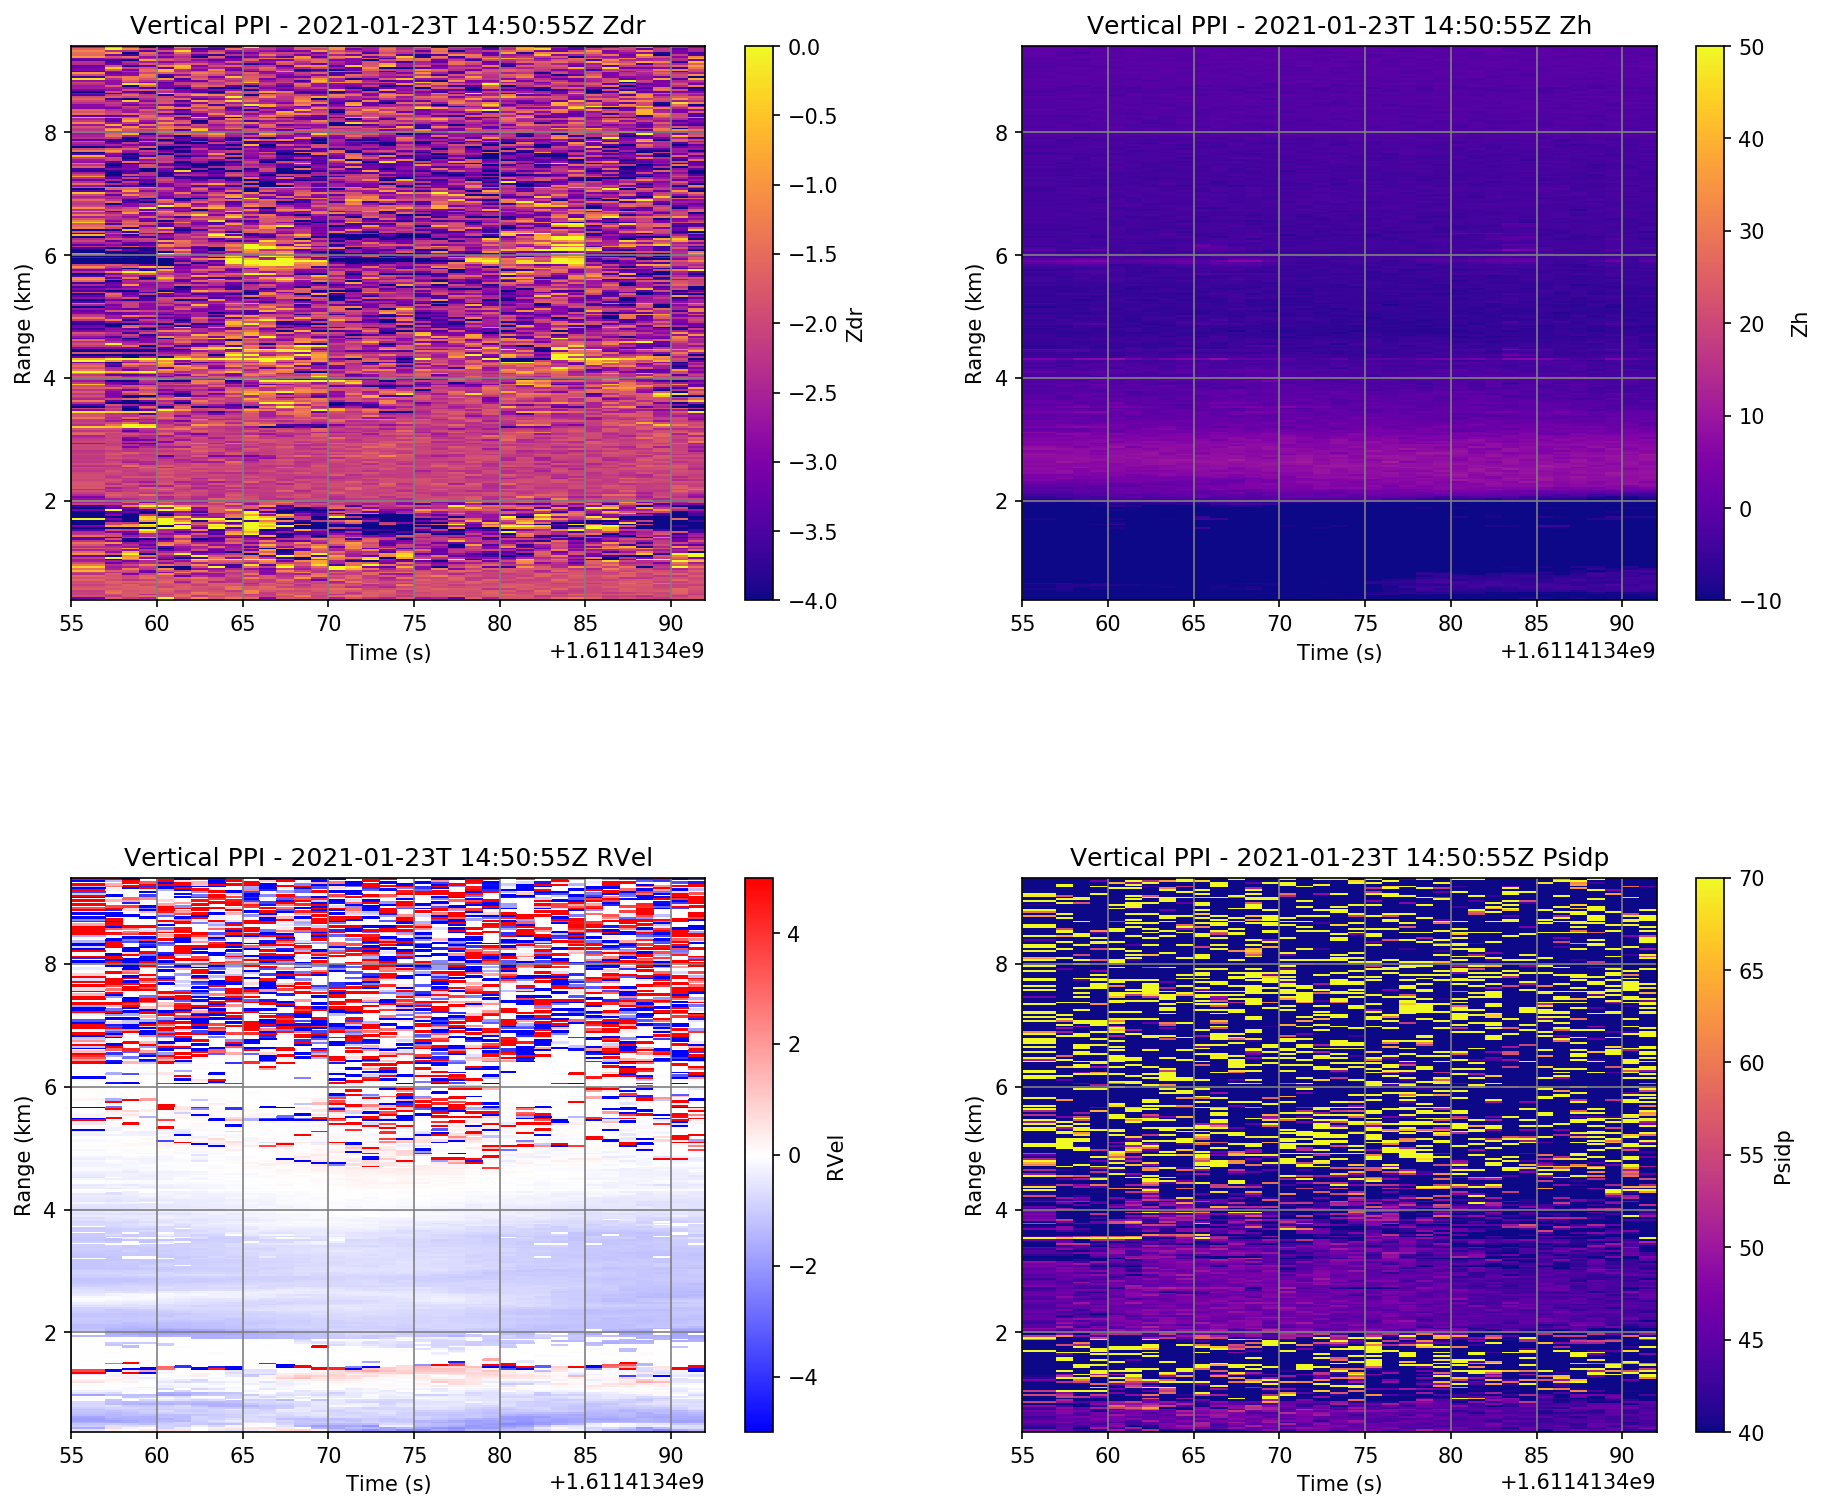 Vertical PPI - 2021-01-23T 14:50:55Z Zdr
0.0
−0.5
−1.0
−1.5
−2.0
−2.5
−3.0
−3.5
−4.0
Zdr
8
6
4
2
Range (km)
55 60 65 70 75 80 85 90
Time (s)
+1.6114134e9
Vertical PPI - 2021-01-23T 14:50:55Z Zh
50
40
30
20
10
0
−10
Zh
8
6
4
2
Range (km)
55 60 65 70 75 80 85 90
Time (s)
+1.6114134e9
Vertical PPI - 2021-01-23T 14:50:55Z RVel
4
2
0
−2
−4
RVel
8
6
4
2
Range (km)
55 60 65 70 75 80 85 90
Time (s)
+1.6114134e9
Vertical PPI - 2021-01-23T 14:50:55Z Psidp
70
65
60
55
50
45
40
Psidp
8
6
4
2
Range (km)
55 60 65 70 75 80 85 90
Time (s)
+1.6114134e9